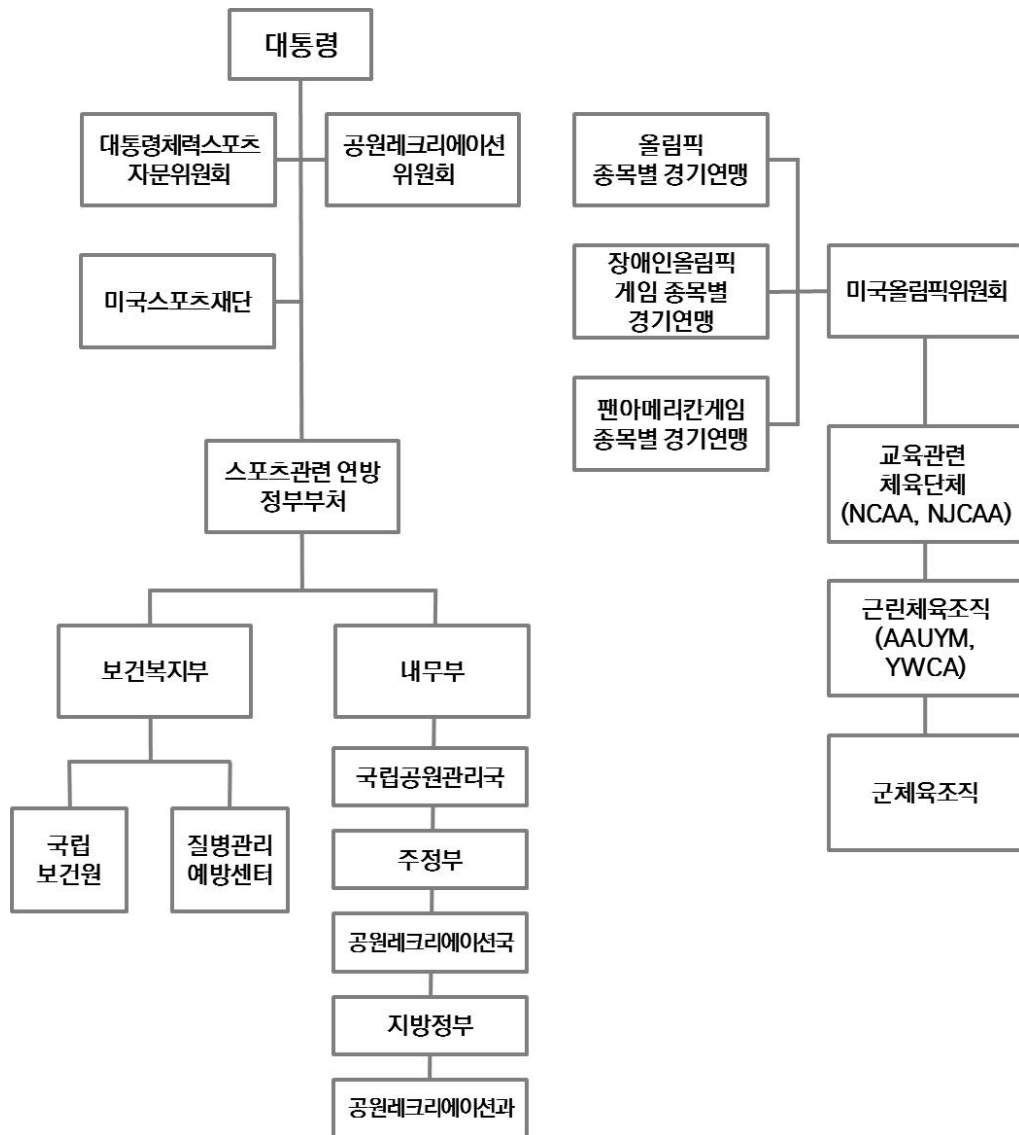 대통령
대통령체력스포츠
자문위원회
공원레크리에이션
위원회
미국스포츠재단
스포츠관련 연방
정부부처
보건복지부
내무부
국립
보건원
질병관리
예방센터
국립공원관리국
주정부
공원레크리에이션국
지방정부
공원레크리에이션과
올림픽
종목별 경기연맹
장애인올림픽
게임 종목별
경기연맹
팬아메리칸게임
종목별 경기연맹
미국올림픽위원회
교육관련
체육단체
(NCAA, NJCAA)
근린체육조직
(AAUYM,
YWCA)
군체육조직